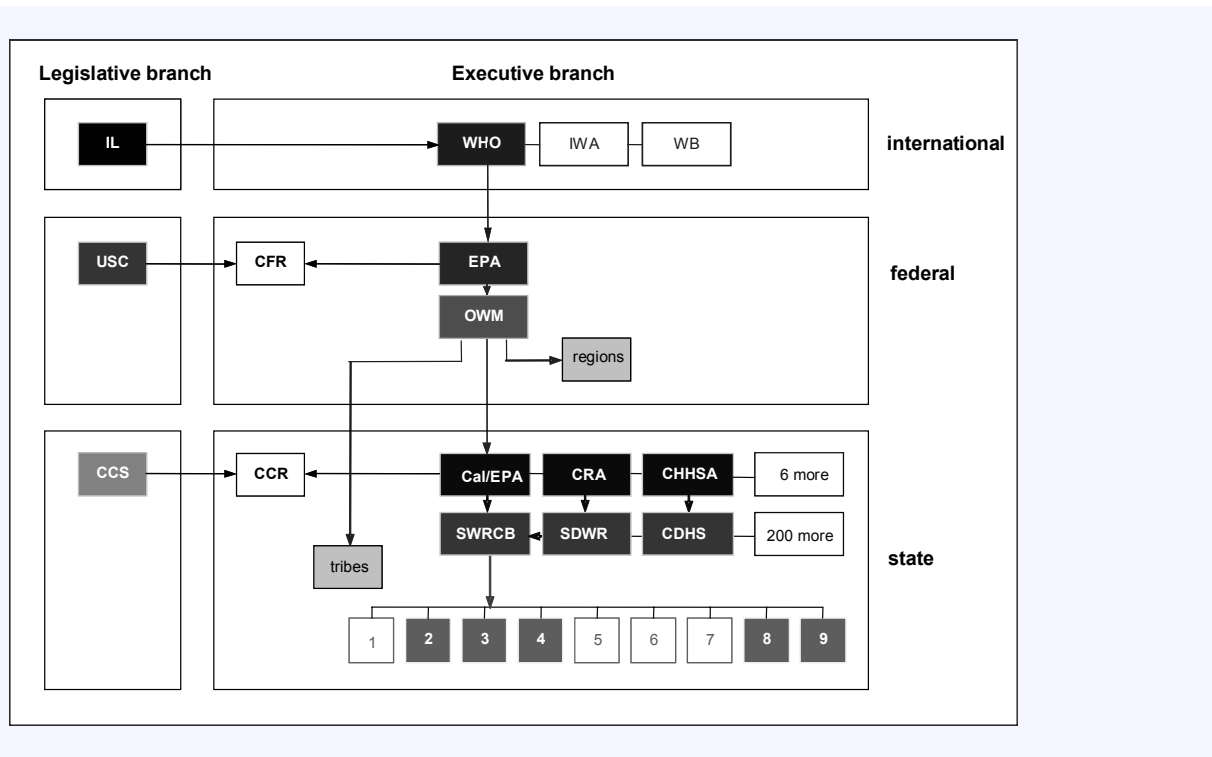 Legislative branch
Executive branch
IL
WHO
IWA
WB
international
USC
CFR
EPA
federal
OWM
regions
CCS
CCR
Cal/EPA
CRA
CHHSA
6 more
SWRCB
SDWR
CDHS
200 more
state
tribes
1
2
3
4
5
6
7
8
9